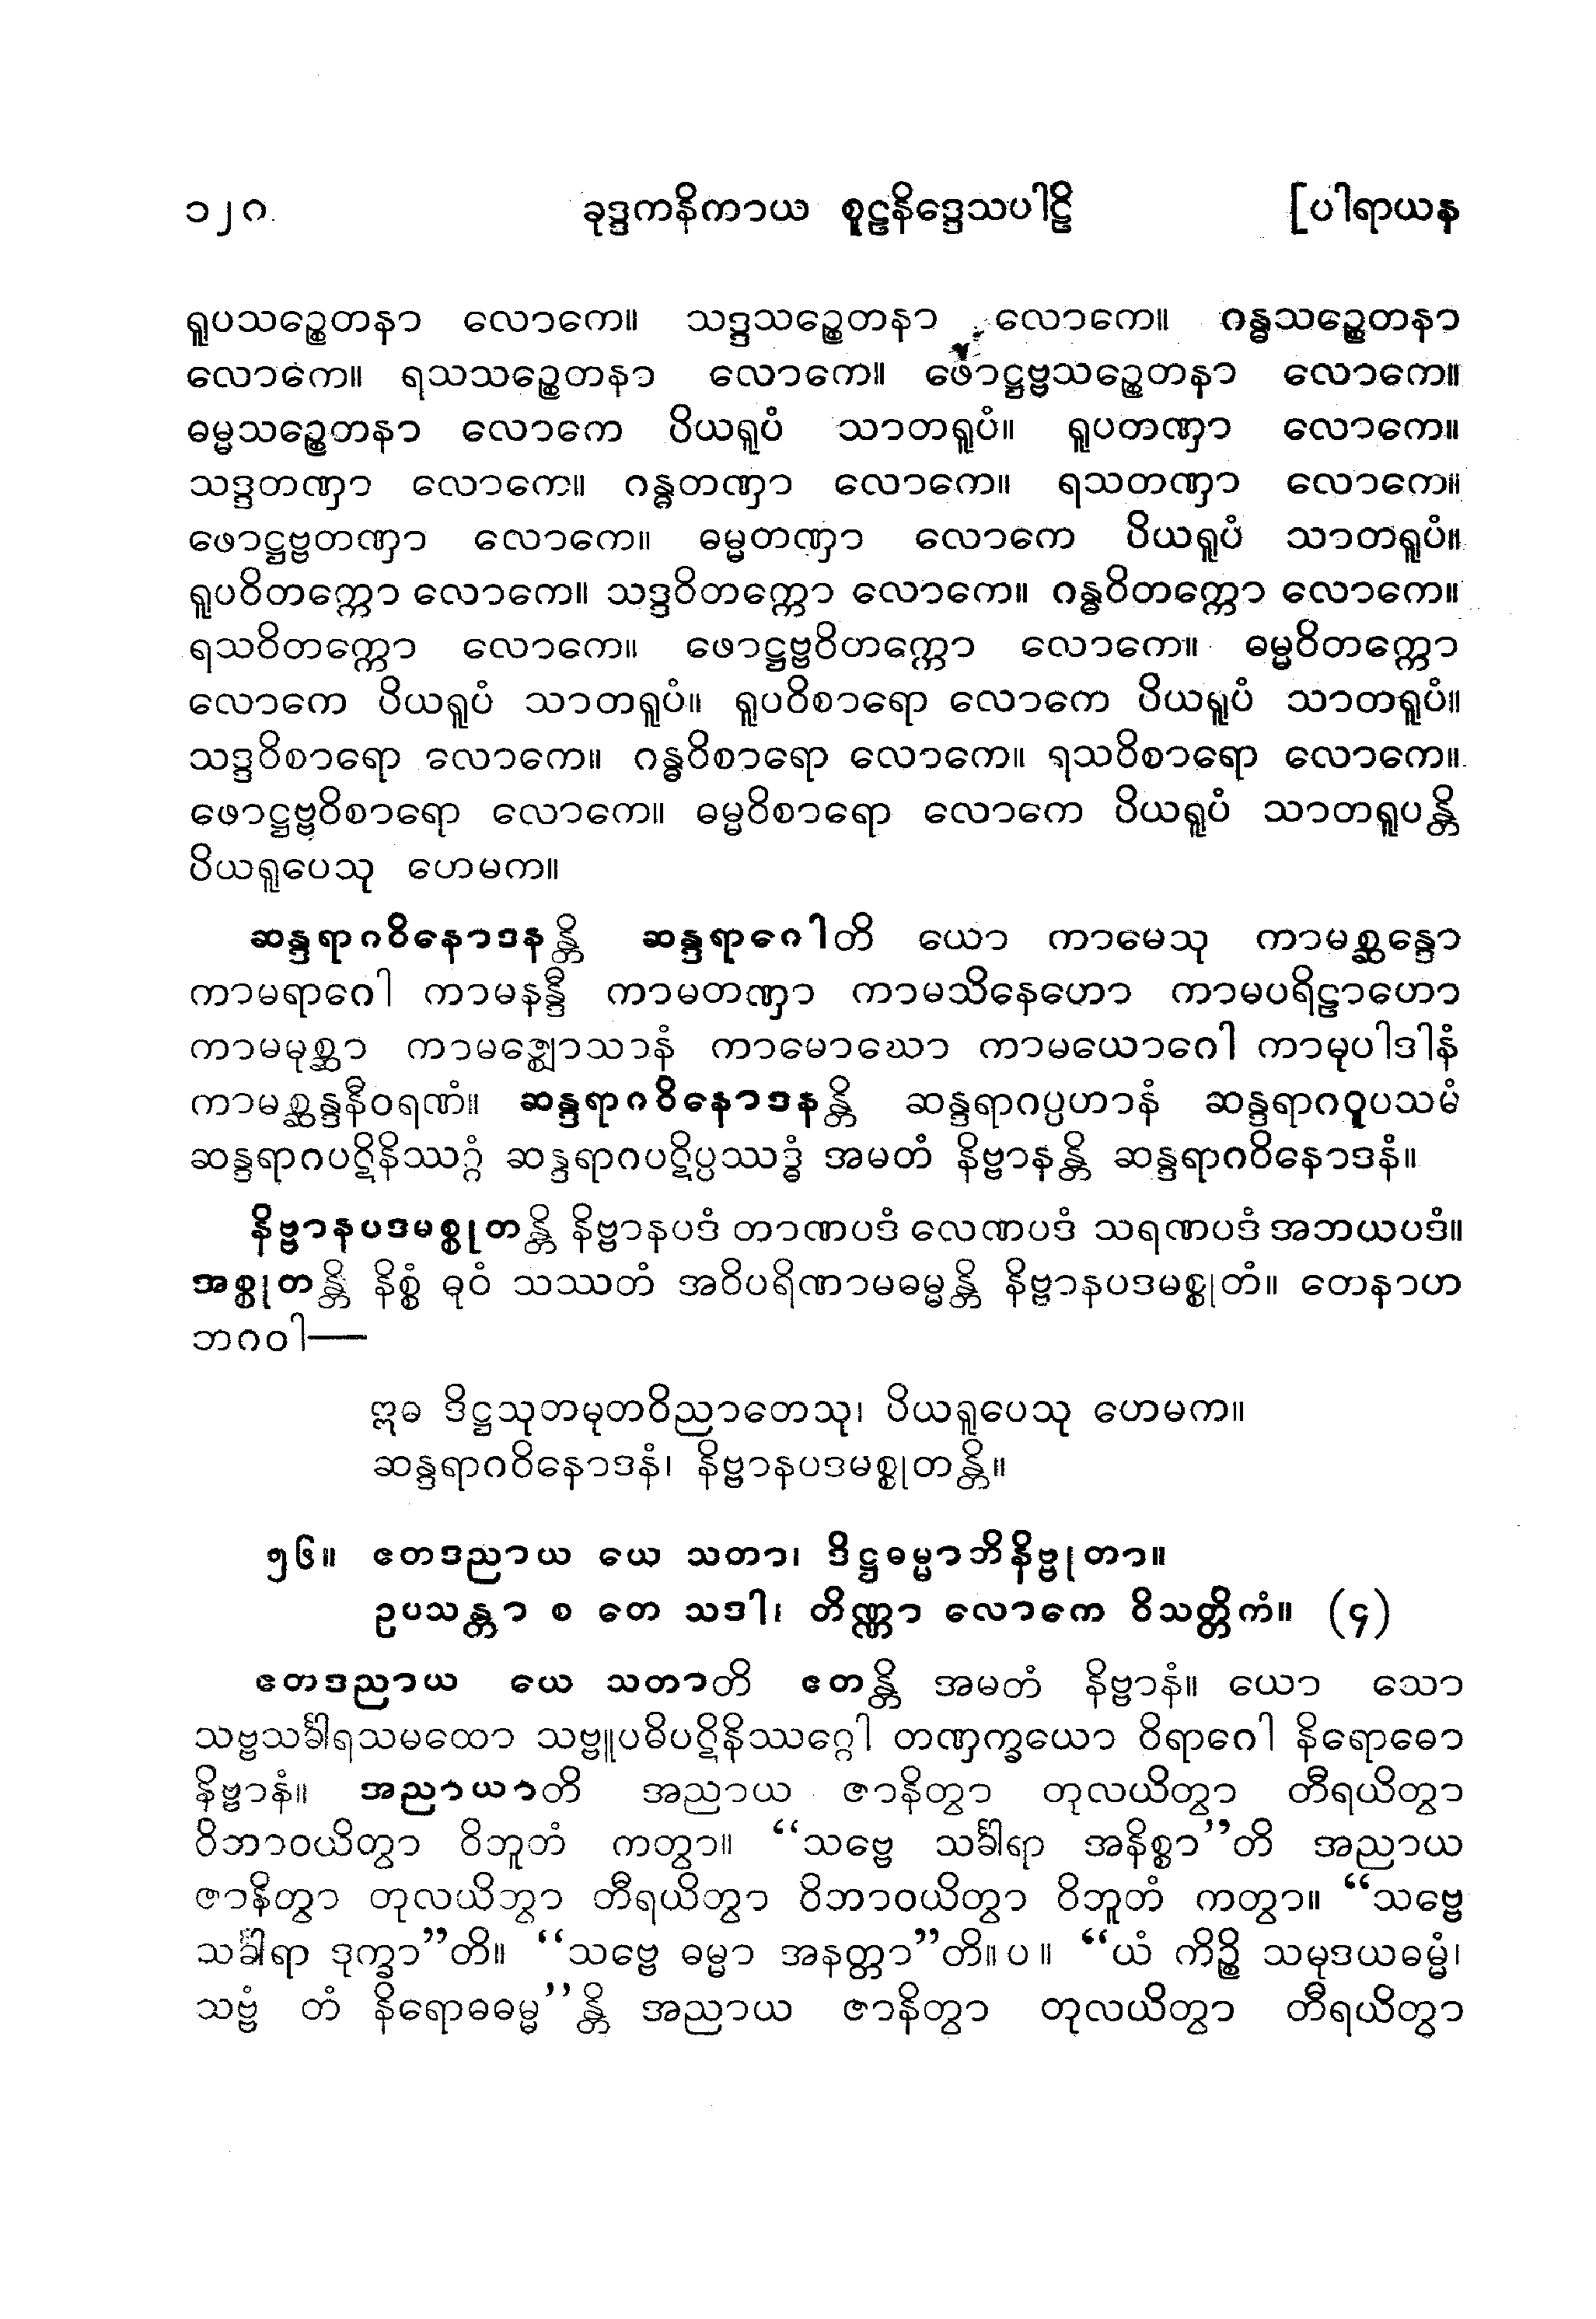 ၁၂၈ ခုဒ္ဒကနိကာယ စူဠနိဒ္ဒေသပါဠိ [ပါရာယန
ရူပသဉ္စေတနာ လောကေ။ သဒ္ဒသဉ္စေတနာ လောကေ။ ဂန္ဓသဉ္စေတနာ
လောကေ။ ရသသဉ္စေတနာ လောကေ။ ဖောဋ္ဌဗ္ဗသဉ္စေတနာ လောကေ။
ဓမ္မသဉ္စေတနာ လောကေ ပိယရူပံ သာတရူပံ။ ရူပတဏှာ လောကေ။
သဒ္ဒတဏှာ လောကေ။ ဂန္ဓတဏှာ လောကေ။ ရသတဏှာ လောကေ။
ဖောဋ္ဌဗ္ဗတဏှာ လောကေ။ ဓမ္မတဏှာ လောကေ ပိယရူပံ သာတရူပံ။
ရူပဝိတက္ကော လောကေ။ သဒ္ဒဝိတက္ကော လောကေ။ ဂန္ဓဝိတက္ကော လောကေ။
ရသဝိတက္ကော လောကေ။ ဖောဋ္ဌဗ္ဗဝိတက္ကော လောကေ။ ဓမ္မဝိတက္ကော
လောကေ ပိယရူပံ သာတရူပံ။ ရူပဝိစာရော လောကေ ပိယရူပံ သာတရူပံ။
သဒ္ဒဝိစာရော လောကေ။ ဂန္ဓဝိစာရော လောကေ။ ရသဝိစာရော လောကေ။
ဖောဋ္ဌဗ္ဗဝိစာရော လောကေ။ ဓမ္မဝိစာရော လောကေ ပိယရူပံ သာတရူပန္တိ
ပိယရူပေသု ဟေမက။
ဆန္ဒရာဂဝိနောဒနန္တိ ဆန္ဒရာဂေါတိ ယော ကာမေသု ကာမစ္ဆန္ဒော
ကာမရာဂေါ ကာမနန္ဒီ ကာမတဏှာ ကာမသိနေဟော ကာမပရိဠာဟော
ကာမမုစ္ဆာ ကာမဇ္ဈောသာနံ ကာမောဃော ကာမယောဂေါ ကာမုပါဒါနံ
ကာမစ္ဆန္ဒနီဝရဏံ။ ဆန္ဒရာဂဝိနောဒနန္တိ ဆန္ဒရာဂပ္ပဟာနံ ဆန္ဒရာဂဝူပသမံ
ဆန္ဒရာဂပဋိနိဿဂ္ဂံ ဆန္ဒရာဂပဋိပ္ပဿဒ္ဓံ အမတံ နိဗ္ဗာနန္တိ ဆန္ဒရာဂဝိနောဒနံ။
နိဗ္ဗာနပဒမစ္စုတန္တိ နိဗ္ဗာနပဒံ တာဏပဒံ လေဏပဒံ သရဏပဒံ အဘယပဒံ။
အစ္စုတန္တိ နိစ္စံ ဓုဝံ သဿတံ အဝိပရိဏာမဓမ္မန္တိ နိဗ္ဗာနပဒမစ္စုတံ။ တေနာဟ
ဘဂဝါ—
ဣဓ ဒိဋ္ဌသုတမုတဝိညာတေသု၊ ပိယရူပေသု ဟေမက။
ဆန္ဒရာဂဝိနောဒနံ၊ နိဗ္ဗာနပဒမစ္စုတန္တိ။
၅၆။ ဧတဒညာယ ယေ သတာ၊ ဒိဋ္ဌဓမ္မာဘိနိဗ္ဗုတာ။
ဥပသန္တာ စ တေ သဒါ၊ တိဏ္ဏာ လောကေ ဝိသတ္တိကံ။ (၄)
ဧတဒညာယ ယေ သတာတိ ဧတန္တိ အမတံ နိဗ္ဗာနံ။ ယော သော
သဗ္ဗသင်္ခါရသမထော သဗ္ဗူပဓိပဋိနိဿဂ္ဂေါ တဏှက္ခယော ဝိရာဂေါ နိရောဓော
နိဗ္ဗာနံ။ အညာယာတိ အညာယ ဇာနိတွာ တုလယိတွာ တီရယိတွာ
ဝိဘာဝယိတွာ ဝိဘူတံ ကတွာ။ “သဗ္ဗေ သင်္ခါရာ အနိစ္စာ”တိ အညာယ
ဇာနိတွာ တုလယိတွာ တီရယိတွာ ဝိဘာဝယိတွာ ဝိဘူတံ ကတွာ။ “သဗ္ဗေ
သင်္ခါရာ ဒုက္ခာ”တိ။ “သဗ္ဗေ ဓမ္မာ အနတ္တာ”တိ။ပ။ “ယံ ကိဉ္စိ သမုဒယဓမ္မံ၊
သဗ္ဗံ တံ နိရောဓဓမ္မ”န္တိ အညာယ ဇာနိတွာ တုလယိတွာ တီရယိတွာ